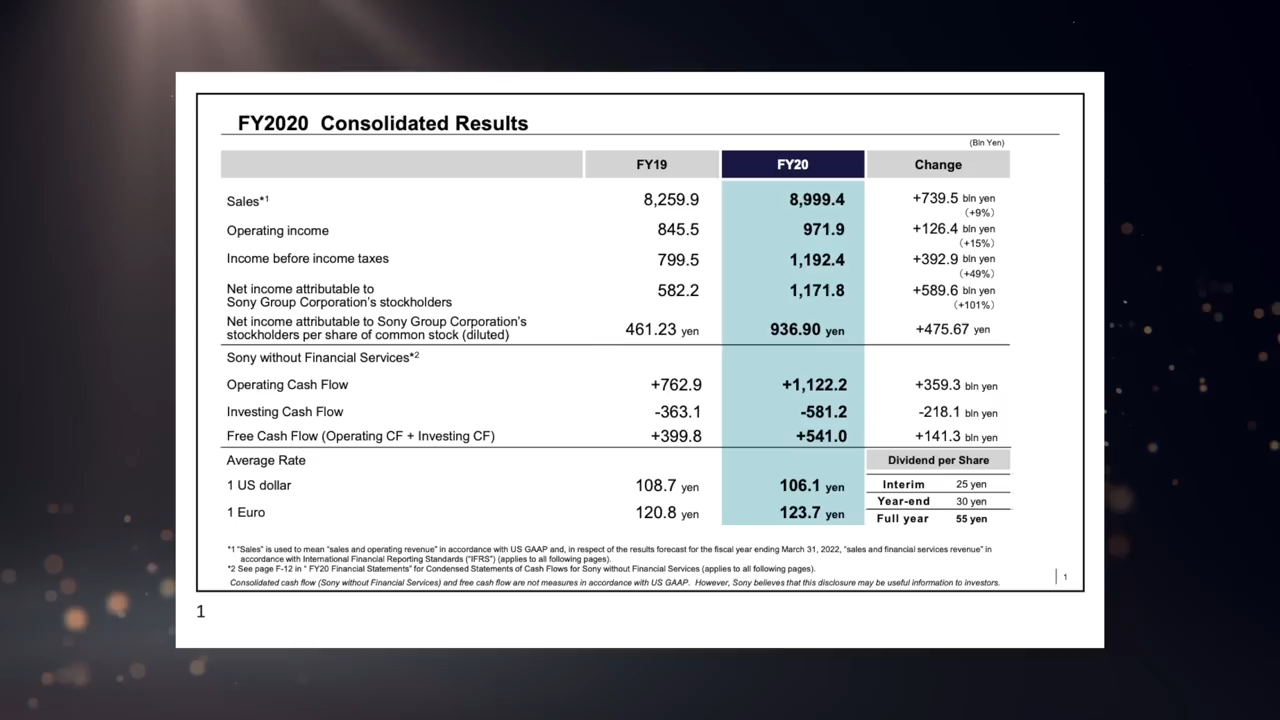 FY2020 Consolidated Results
(Bln Yen)
FY19 FY20 Change
Sales*1 8,259.9 8,999.4 +739.5 bln yen
(+9%)
Operating income 845.5 971.9 +126.4 bln yen
(+15%)
Income before income taxes 799.5 1,192.4 +392.9 bln yen
(+49%)
Net income attributable to
Sony Group Corporation's stockholders 582.2 1,171.8 +589.6 bln yen
(+101%)
Net income attributable to Sony Group Corporation's
stockholders per share of common stock (diluted) 461.23 yen 936.90 yen +475.67 yen
Sony without Financial Services*2
Operating Cash Flow +762.9 +1,122.2 +359.3 bln yen
Investing Cash Flow -363.1 -581.2 -218.1 bln yen
Free Cash Flow (Operating CF + Investing CF) +399.8 +541.0 +141.3 bln yen
Average Rate Dividend per Share
1 US dollar 108.7 yen 106.1 yen Interim 25 yen
Year-end 30 yen
1 Euro 120.8 yen 123.7 yen Full year 55 yen
*1 "Sales" is used to mean "sales and operating revenue" in accordance with US GAAP and, in respect of the results forecast for the fiscal year ending March 31, 2022, "sales and financial services revenue" in
accordance with International Financial Reporting Standards ("IFRS") (applies to all following pages).
*2 See page F-12 in " FY20 Financial Statements" for Condensed Statements of Cash Flows for Sony without Financial Services (applies to all following pages).
Consolidated cash flow (Sony without Financial Services) and free cash flow are not measures in accordance with US GAAP. However, Sony believes that this disclosure may be useful information to investors.
1
1